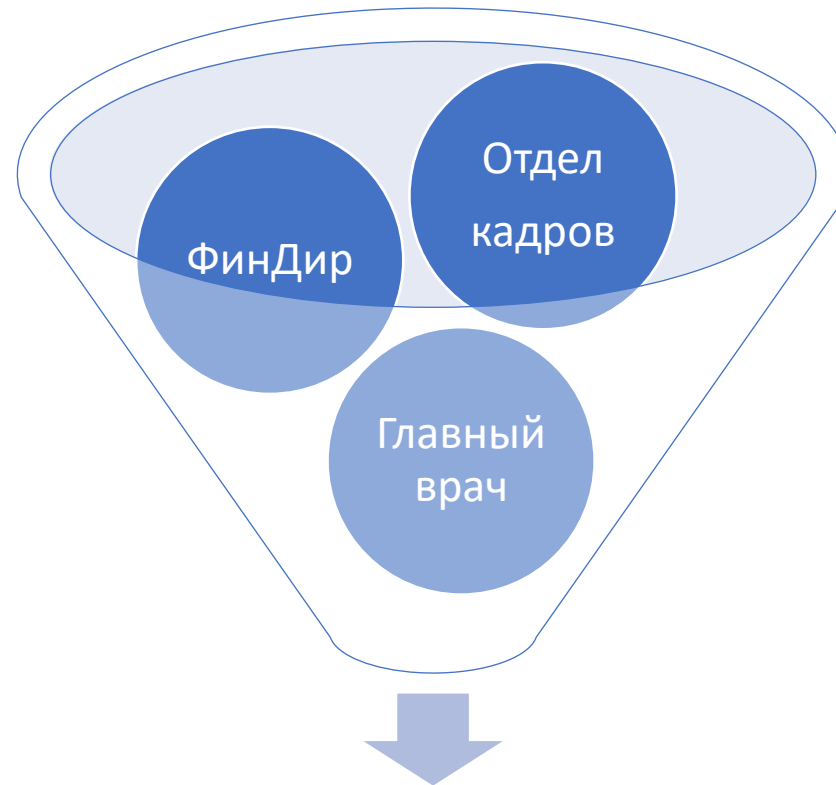 Отдел
кадров
ФинДир
Главный
врач